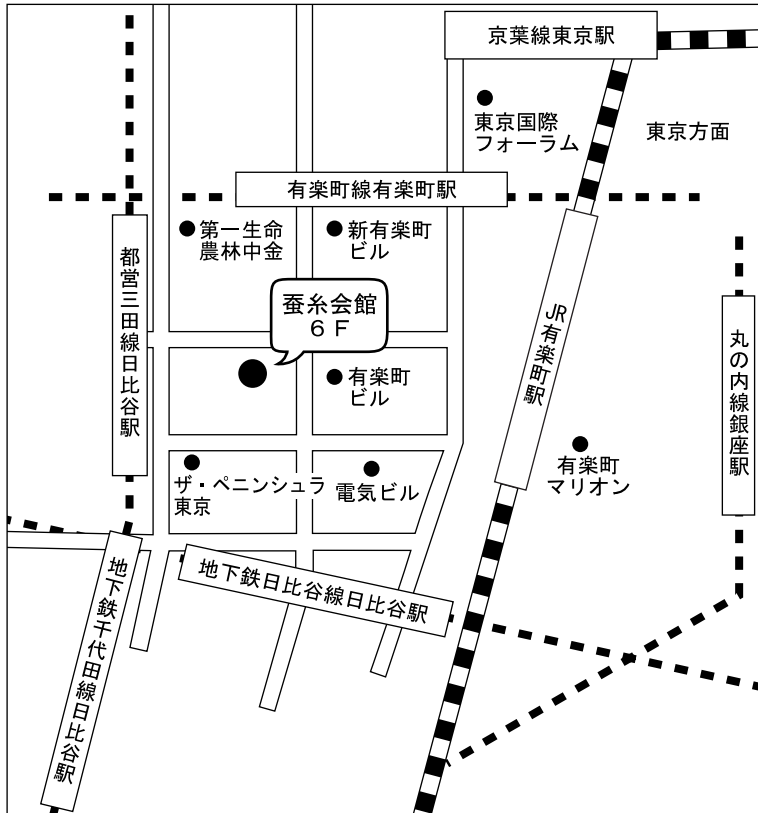 京葉線東京駅
東京国際
フォーラム
東京方面
有楽町線有楽町駅
第一生命
農林中金
新有楽町
ビル
都営三田線日比谷駅
蚕糸会館
6F
JR有楽町駅
丸の内線銀座駅
有楽町
ビル
有楽町
マリオン
ザ・ペニンシュラ
東京
電気ビル
地下鉄日比谷線日比谷駅
地下鉄千代田線日比谷駅